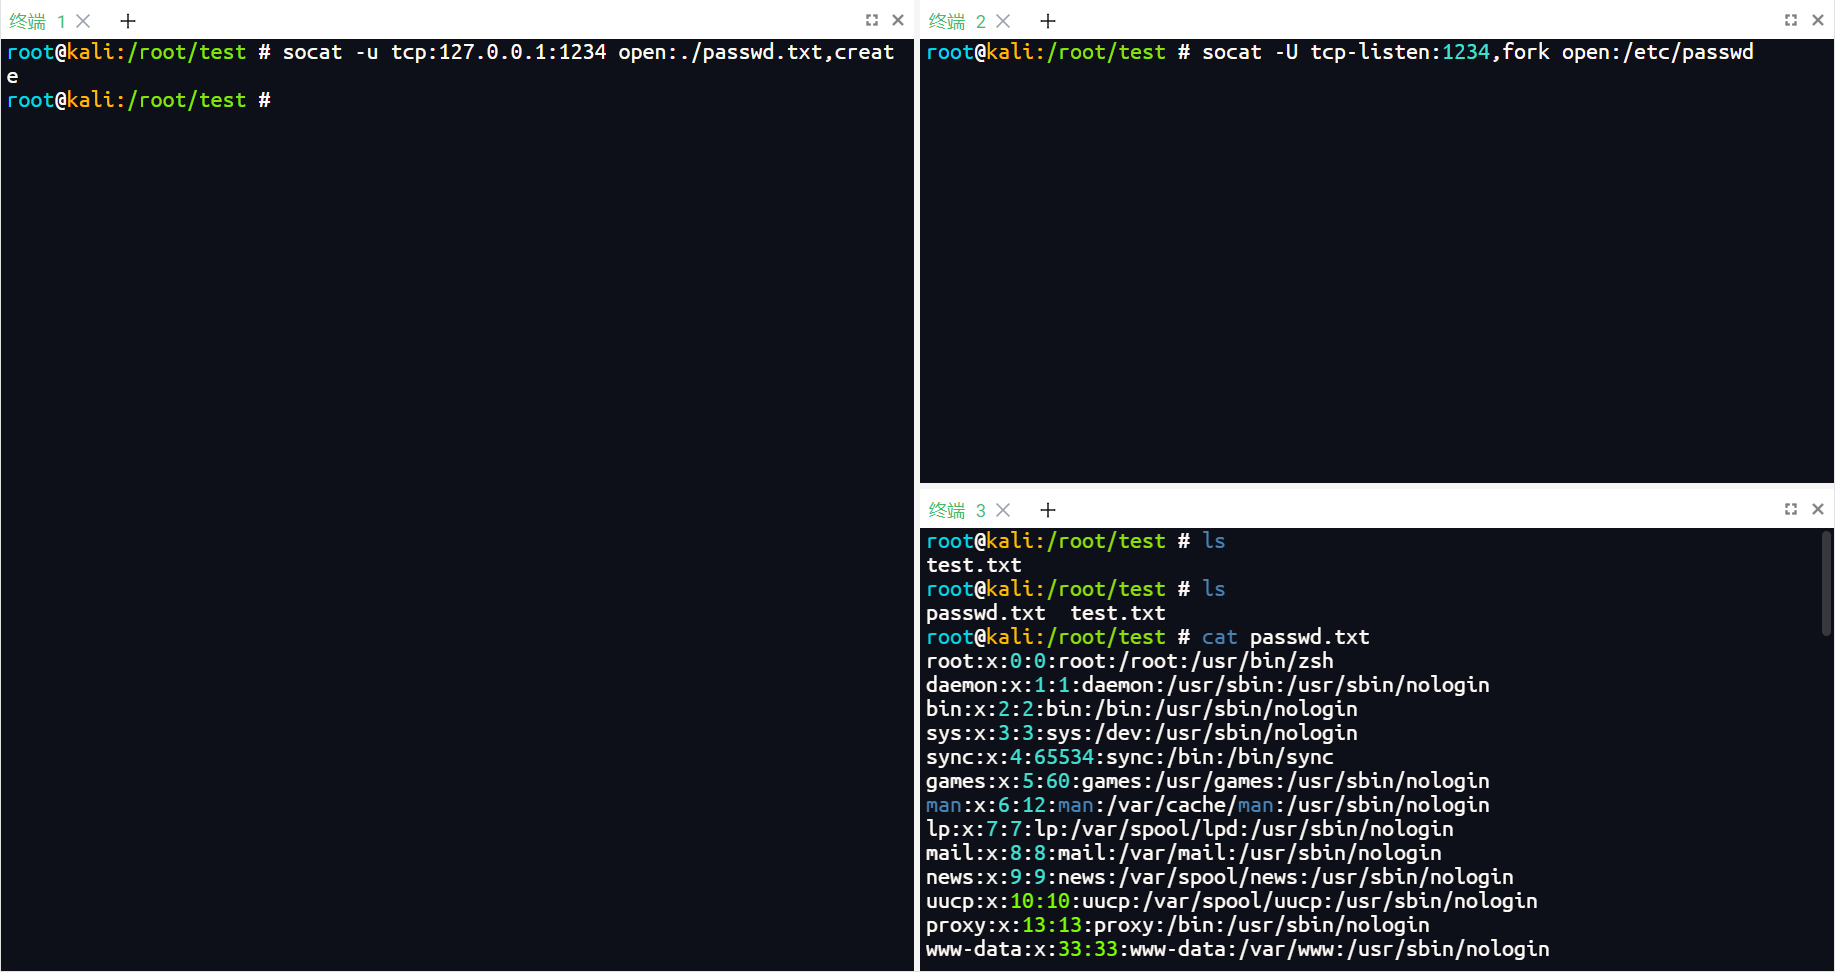 终端 1
root@kali:/root/test # socat -u tcp:127.0.0.1:1234 open:./passwd.txt,creat
e
root@kali:/root/test #
终端 2
root@kali:/root/test # socat -U tcp-listen:1234,fork open:/etc/passwd
终端 3
root@kali:/root/test # ls
test.txt
root@kali:/root/test # ls
passwd.txt  test.txt
root@kali:/root/test # cat passwd.txt
root:x:0:0:root:/root:/usr/bin/zsh
daemon:x:1:1:daemon:/usr/sbin:/usr/sbin/nologin
bin:x:2:2:bin:/bin:/usr/sbin/nologin
sys:x:3:3:sys:/dev:/usr/sbin/nologin
sync:x:4:65534:sync:/bin:/bin/sync
games:x:5:60:games:/usr/games:/usr/sbin/nologin
man:x:6:12:man:/var/cache/man:/usr/sbin/nologin
lp:x:7:7:lp:/var/spool/lpd:/usr/sbin/nologin
mail:x:8:8:mail:/var/mail:/usr/sbin/nologin
news:x:9:9:news:/var/spool/news:/usr/sbin/nologin
uucp:x:10:10:uucp:/var/spool/uucp:/usr/sbin/nologin
proxy:x:13:13:proxy:/bin:/usr/sbin/nologin
www-data:x:33:33:www-data:/var/www:/usr/sbin/nologin